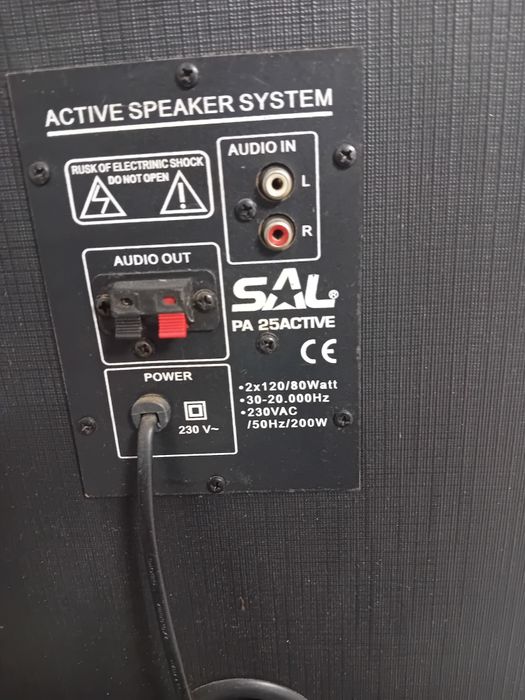 ACTIVE SPEAKER SYSTEM
RUSK OF ELECTRINIC SHOCK
DO NOT OPEN
AUDIO IN
L
R
AUDIO OUT
SAL®
PA 25ACTIVE
CE
POWER
230 V~
•2x120/80Watt
•30-20.000Hz
•230VAC
/50Hz/200W